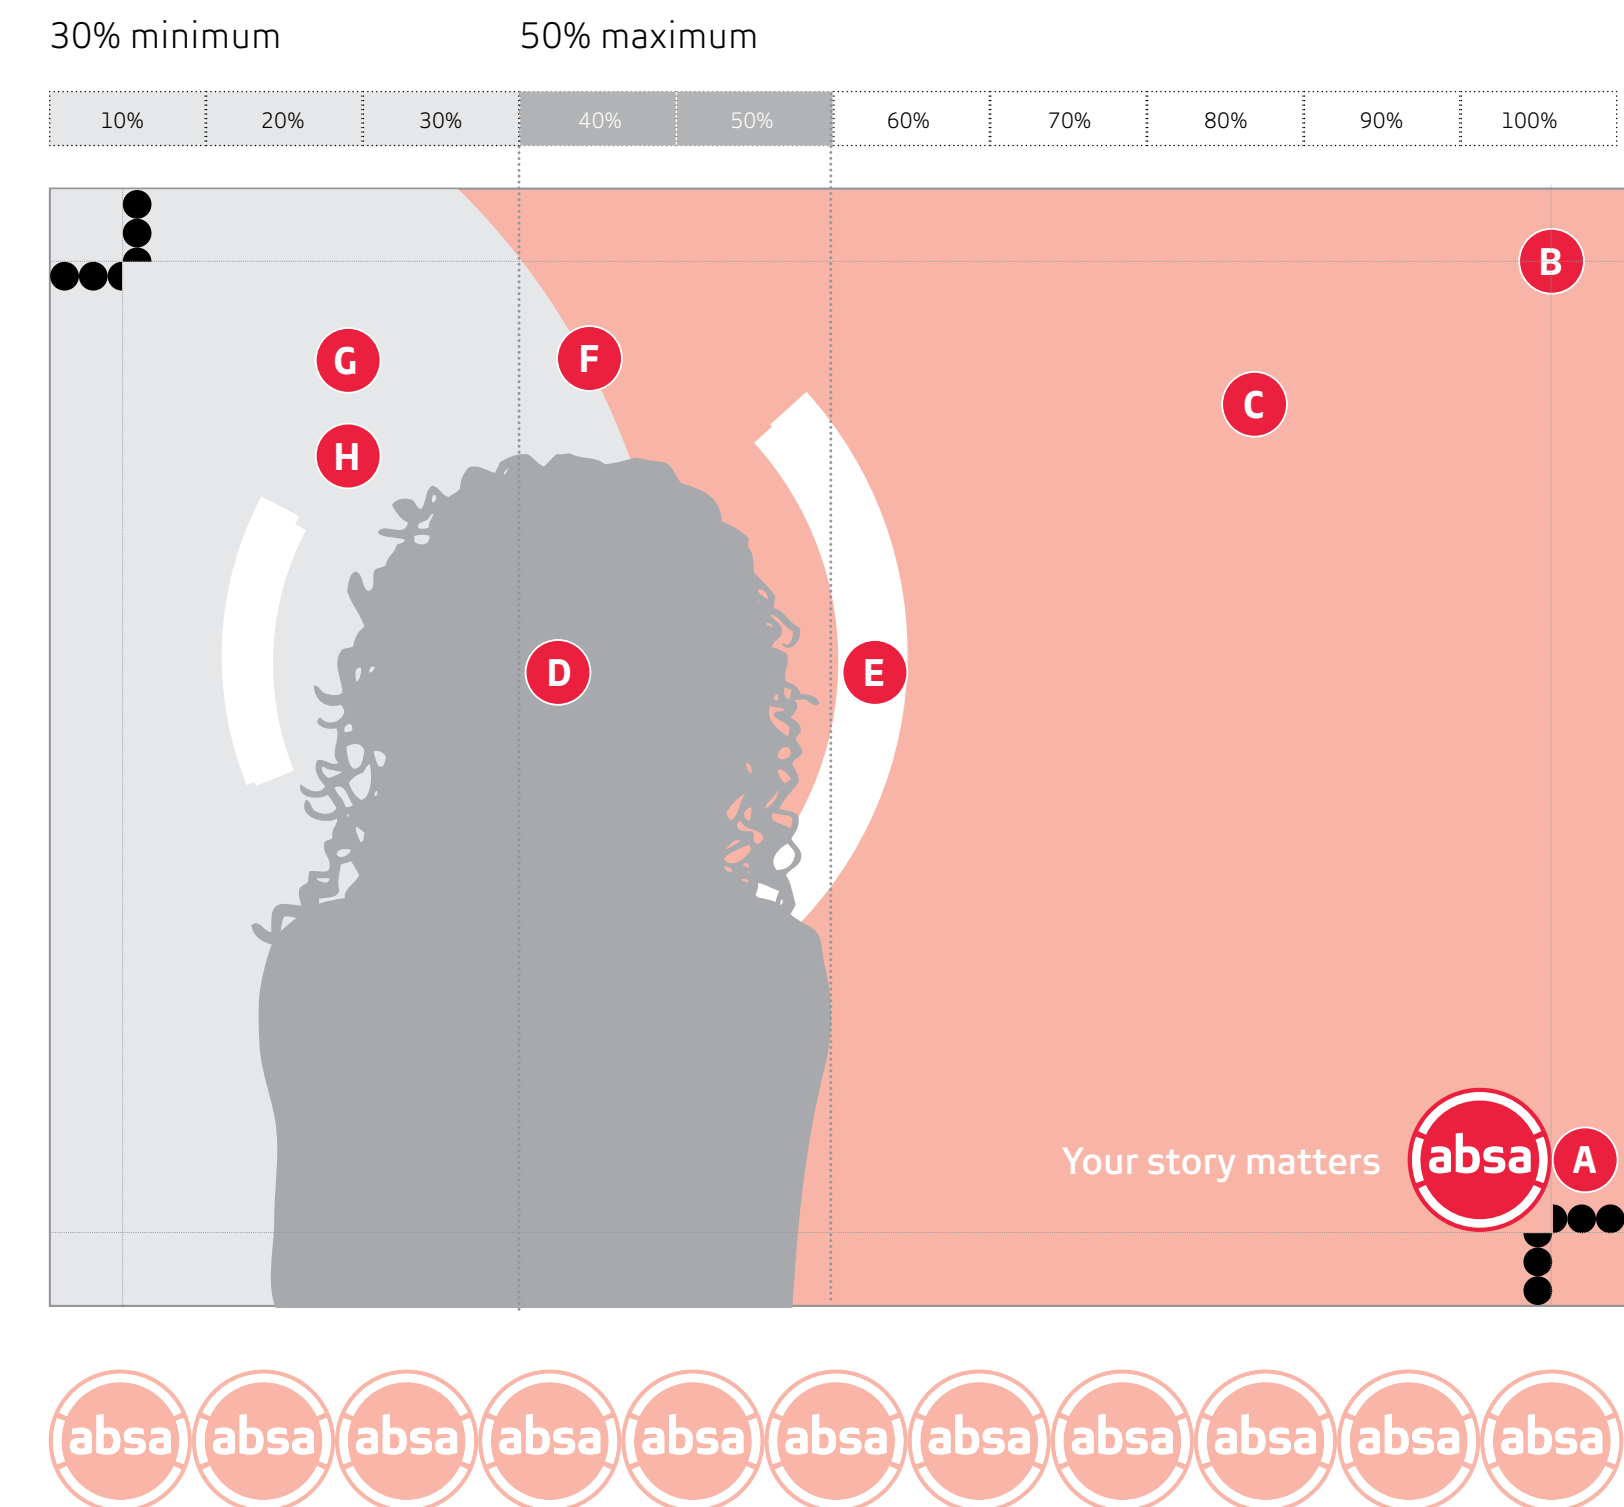 30% minimum 50% maximum
10% 20% 30% 40% 50% 60% 70% 80% 90% 100%
B
G F
C
H
D E
Your story matters absa A
absa absa absa absa absa absa absa absa absa absa absa